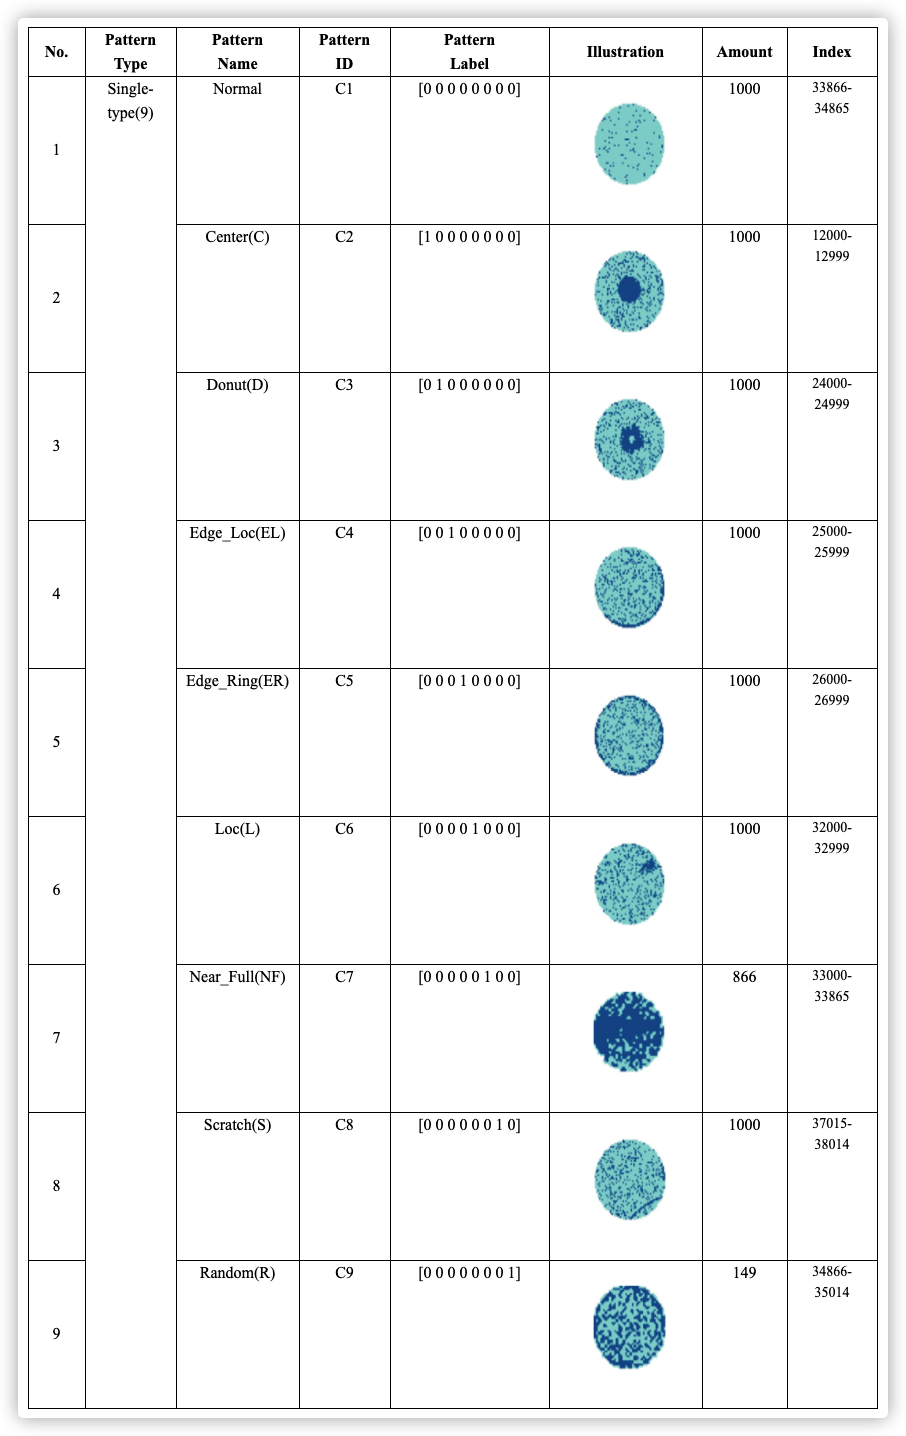 No. Pattern Type Pattern Name Pattern ID Pattern Label Illustration Amount Index
1 Single-type(9) Normal C1 [0 0 0 0 0 0 0 0] 1000 33866-34865
2 Center(C) C2 [1 0 0 0 0 0 0 0] 1000 12000-12999
3 Donut(D) C3 [0 1 0 0 0 0 0 0] 1000 24000-24999
4 Edge_Loc(EL) C4 [0 0 1 0 0 0 0 0] 1000 25000-25999
5 Edge_Ring(ER) C5 [0 0 0 1 0 0 0 0] 1000 26000-26999
6 Loc(L) C6 [0 0 0 0 1 0 0 0] 1000 32000-32999
7 Near_Full(NF) C7 [0 0 0 0 0 1 0 0] 866 33000-33865
8 Scratch(S) C8 [0 0 0 0 0 0 1 0] 1000 37015-38014
9 Random(R) C9 [0 0 0 0 0 0 0 1] 149 34866-35014